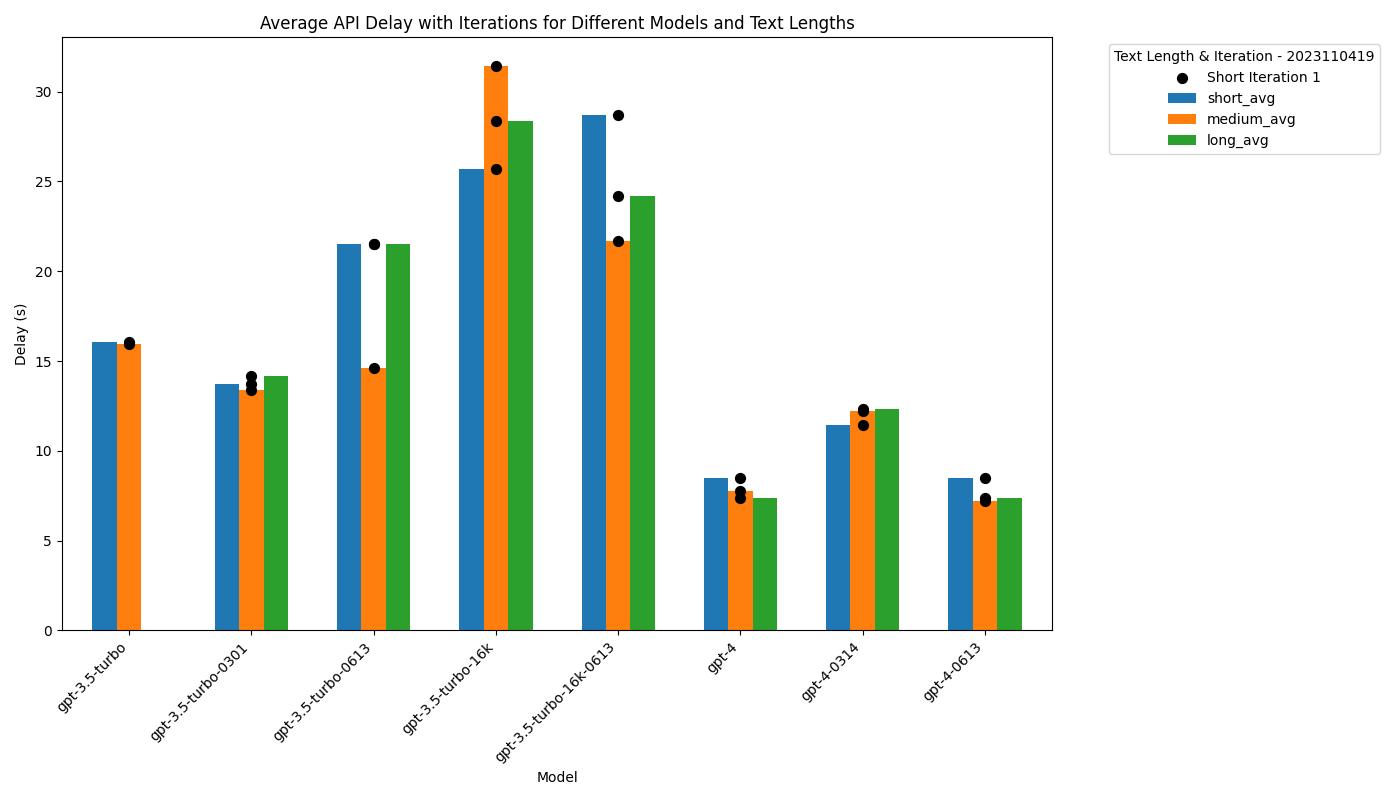 Average API Delay with Iterations for Different Models and Text Lengths
Text Length & Iteration - 2023110419
Short Iteration 1
short_avg
medium_avg
long_avg
Delay (s)
30
25
20
15
10
5
0
gpt-3.5-turbo
gpt-3.5-turbo-0301
gpt-3.5-turbo-0613
gpt-3.5-turbo-16k
gpt-3.5-turbo-16k-0613
gpt-4
gpt-4-0314
gpt-4-0613
Model